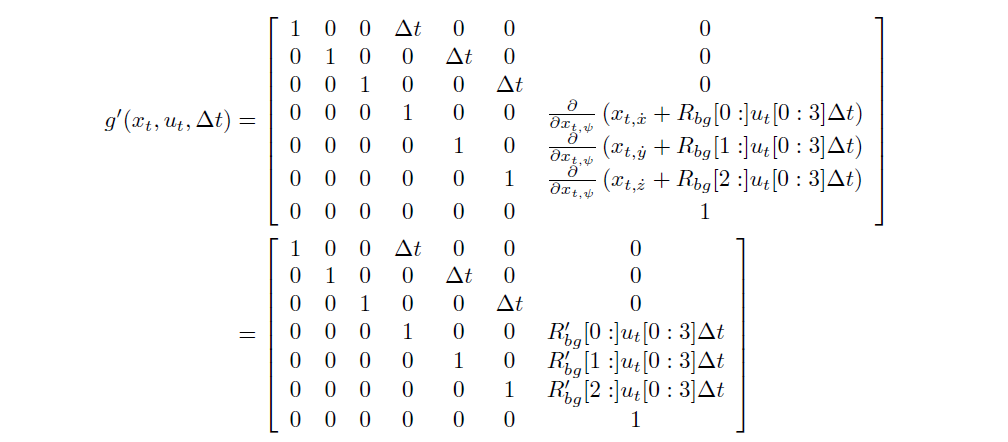 g′(x_t, u_t, Δt) =
1 0 0 Δt 0 0 0
0 1 0 0 Δt 0 0
0 0 1 0 0 Δt 0
0 0 0 1 0 0 ∂/∂x_{t,ψ} (x_{t,ẋ} + R_{bg}[0 :]u_t[0 : 3]Δt)
0 0 0 0 1 0 ∂/∂x_{t,ψ} (x_{t,ẏ} + R_{bg}[1 :]u_t[0 : 3]Δt)
0 0 0 0 0 1 ∂/∂x_{t,ψ} (x_{t,ż} + R_{bg}[2 :]u_t[0 : 3]Δt)
0 0 0 0 0 0 1
=
1 0 0 Δt 0 0 0
0 1 0 0 Δt 0 0
0 0 1 0 0 Δt 0
0 0 0 1 0 0 R′_{bg}[0 :]u_t[0 : 3]Δt
0 0 0 0 1 0 R′_{bg}[1 :]u_t[0 : 3]Δt
0 0 0 0 0 1 R′_{bg}[2 :]u_t[0 : 3]Δt
0 0 0 0 0 0 1